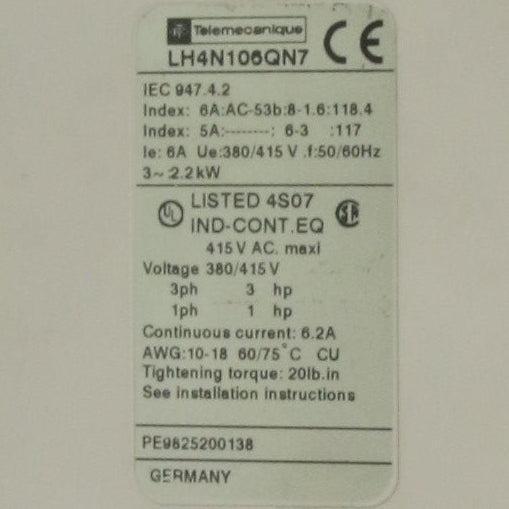 Telemecanique
CE
LH4N106QN7
IEC 947.4.2
Index: 6A:AC-53b:8-1.6:118.4
Index: 5A:--------: 6-3 :117
Ie: 6A Ue:380/415 V .f:50/60Hz
3~ :2.2kW
LISTED 4S07
UL
IND-CONT.EQ
415 V AC. maxi
Voltage 380/415 V
3ph 3 hp
1ph 1 hp
Continuous current: 6.2A
AWG:10-18 60/75°C CU
Tightening torque: 20lb.in
See installation instructions
PE9825200138
GERMANY